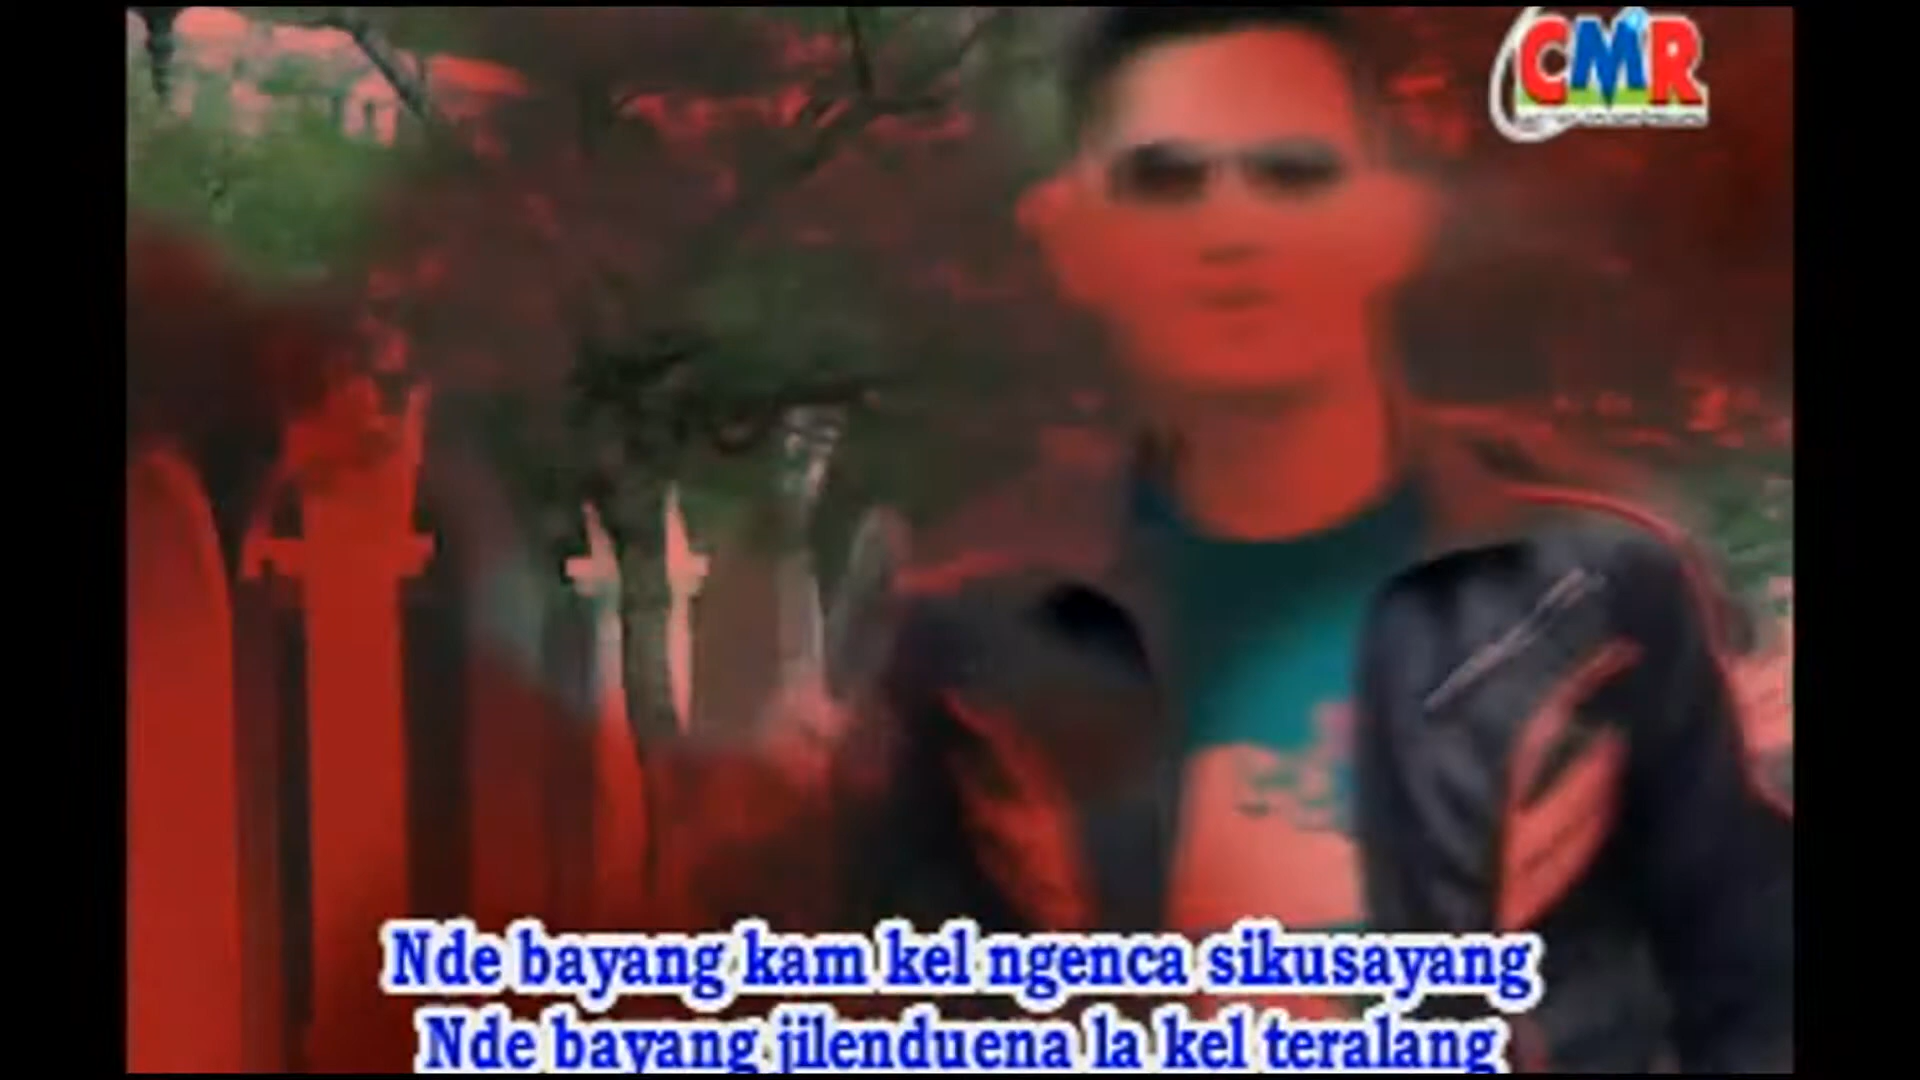 CMR
Nde bayang kam kel ngenca sikusayang
Nde bayang jilenduena la kel teralang